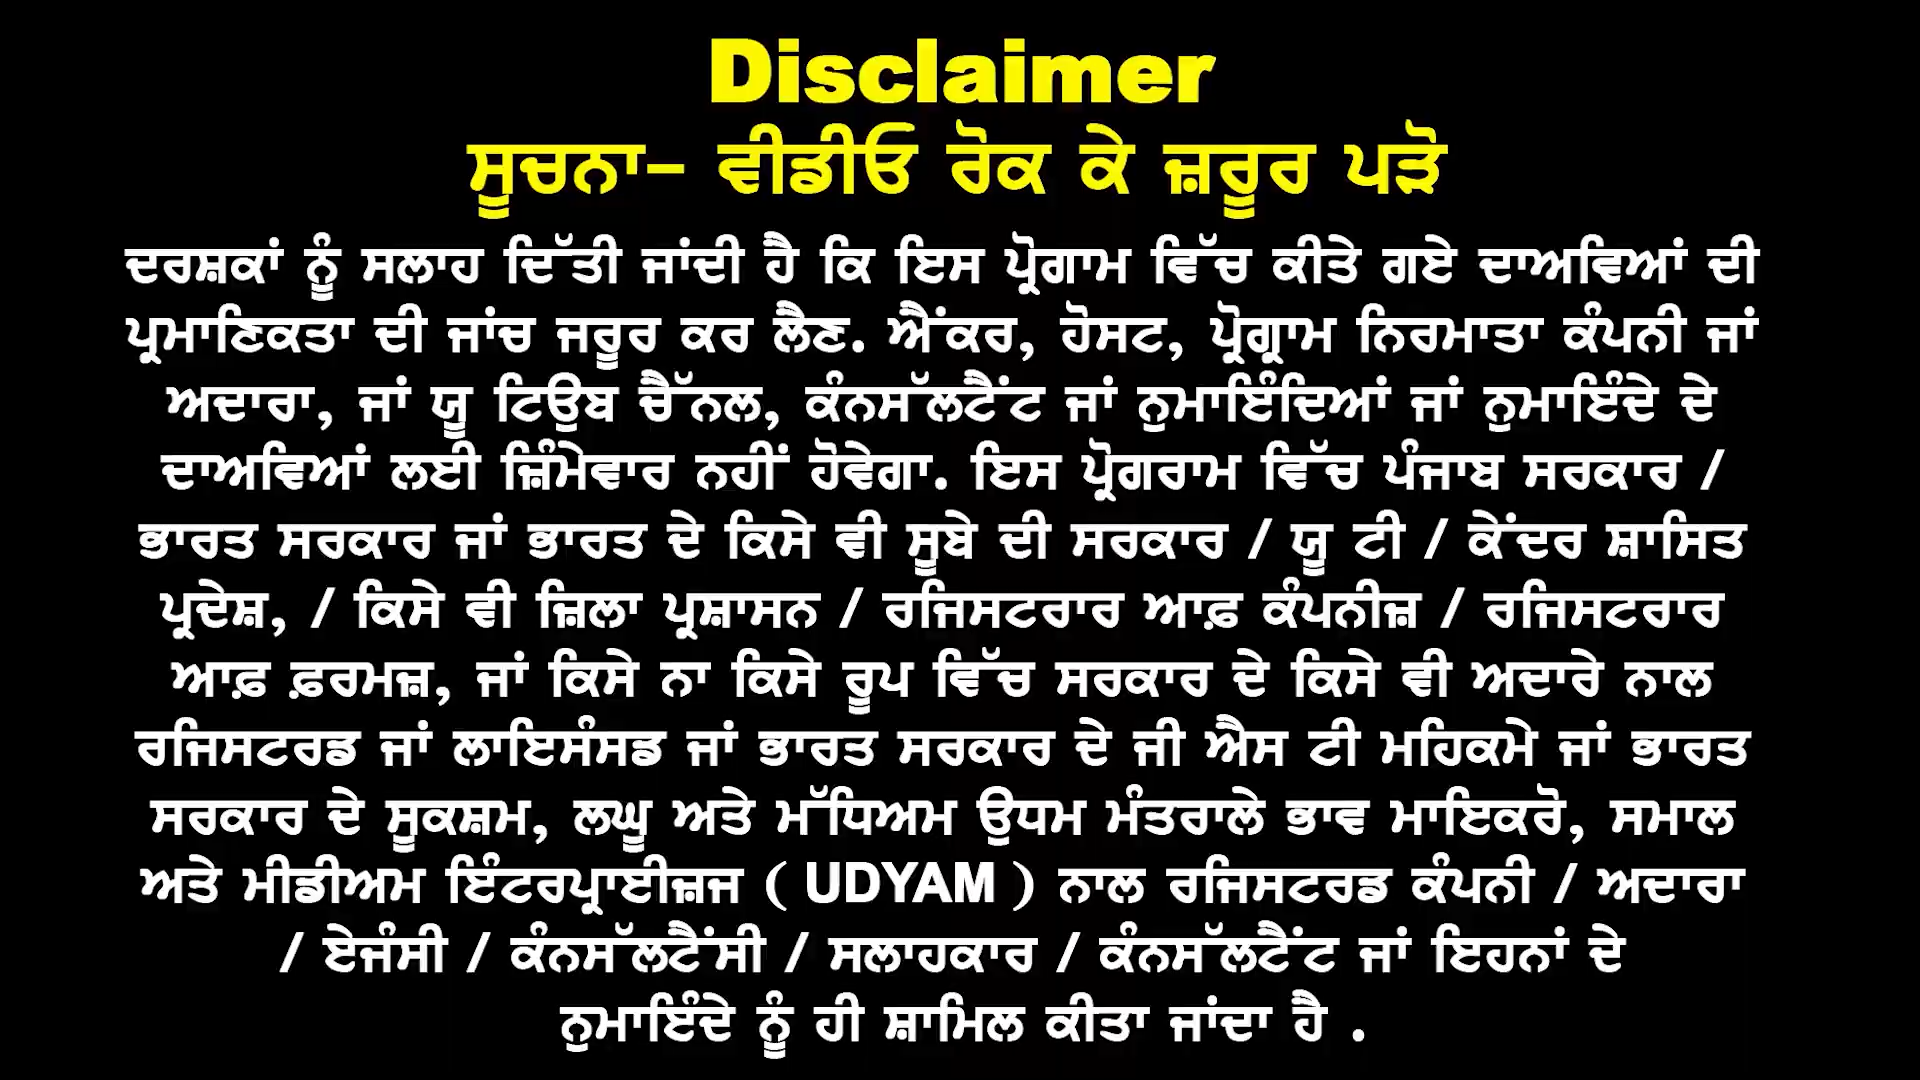 Disclaimer
ਸੂਚਨਾ- ਵੀਡੀਓ ਰੋਕ ਕੇ ਜ਼ਰੂਰ ਪੜੋ
ਦਰਸ਼ਕਾਂ ਨੂੰ ਸਲਾਹ ਦਿੱਤੀ ਜਾਂਦੀ ਹੈ ਕਿ ਇਸ ਪ੍ਰੋਗਾਮ ਵਿੱਚ ਕੀਤੇ ਗਏ ਦਾਅਵਿਆਂ ਦੀ
ਪ੍ਰਮਾਣਿਕਤਾ ਦੀ ਜਾਂਚ ਜਰੂਰ ਕਰ ਲੈਣ. ਐਂਕਰ, ਹੋਸਟ, ਪ੍ਰੋਗ੍ਰਾਮ ਨਿਰਮਾਤਾ ਕੰਪਨੀ ਜਾਂ
ਅਦਾਰਾ, ਜਾਂ ਯੂ ਟਿਊਬ ਚੈੱਨਲ, ਕੰਨਸੱਲਟੈਂਟ ਜਾਂ ਨੁਮਾਇੰਦਿਆਂ ਜਾਂ ਨੁਮਾਇੰਦੇ ਦੇ
ਦਾਅਵਿਆਂ ਲਈ ਜ਼ਿੰਮੇਵਾਰ ਨਹੀਂ ਹੋਵੇਗਾ. ਇਸ ਪ੍ਰੋਗਰਾਮ ਵਿੱਚ ਪੰਜਾਬ ਸਰਕਾਰ /
ਭਾਰਤ ਸਰਕਾਰ ਜਾਂ ਭਾਰਤ ਦੇ ਕਿਸੇ ਵੀ ਸੂਬੇ ਦੀ ਸਰਕਾਰ / ਯੂ ਟੀ / ਕੇਂਦਰ ਸ਼ਾਸਿਤ
ਪ੍ਰਦੇਸ਼, / ਕਿਸੇ ਵੀ ਜ਼ਿਲਾ ਪ੍ਰਸ਼ਾਸਨ / ਰਜਿਸਟਰਾਰ ਆਫ਼ ਕੰਪਨੀਜ਼ / ਰਜਿਸਟਰਾਰ
ਆਫ਼ ਫ਼ਰਮਜ਼, ਜਾਂ ਕਿਸੇ ਨਾ ਕਿਸੇ ਰੂਪ ਵਿੱਚ ਸਰਕਾਰ ਦੇ ਕਿਸੇ ਵੀ ਅਦਾਰੇ ਨਾਲ
ਰਜਿਸਟਰਡ ਜਾਂ ਲਾਇਸੰਸਡ ਜਾਂ ਭਾਰਤ ਸਰਕਾਰ ਦੇ ਜੀ ਐਸ ਟੀ ਮਹਿਕਮੇ ਜਾਂ ਭਾਰਤ
ਸਰਕਾਰ ਦੇ ਸੂਕਸ਼ਮ, ਲਘੂ ਅਤੇ ਮੱਧਿਅਮ ਉਧਮ ਮੰਤਰਾਲੇ ਭਾਵ ਮਾਇਕਰੋ, ਸਮਾਲ
ਅਤੇ ਮੀਡੀਅਮ ਇੰਟਰਪ੍ਰਾਈਜ਼ਜ ( UDYAM ) ਨਾਲ ਰਜਿਸਟਰਡ ਕੰਪਨੀ / ਅਦਾਰਾ
/ ਏਜੰਸੀ / ਕੰਨਸੱਲਟੈਂਸੀ / ਸਲਾਹਕਾਰ / ਕੰਨਸੱਲਟੈਂਟ ਜਾਂ ਇਹਨਾਂ ਦੇ
ਨੁਮਾਇੰਦੇ ਨੂੰ ਹੀ ਸ਼ਾਮਿਲ ਕੀਤਾ ਜਾਂਦਾ ਹੈ .